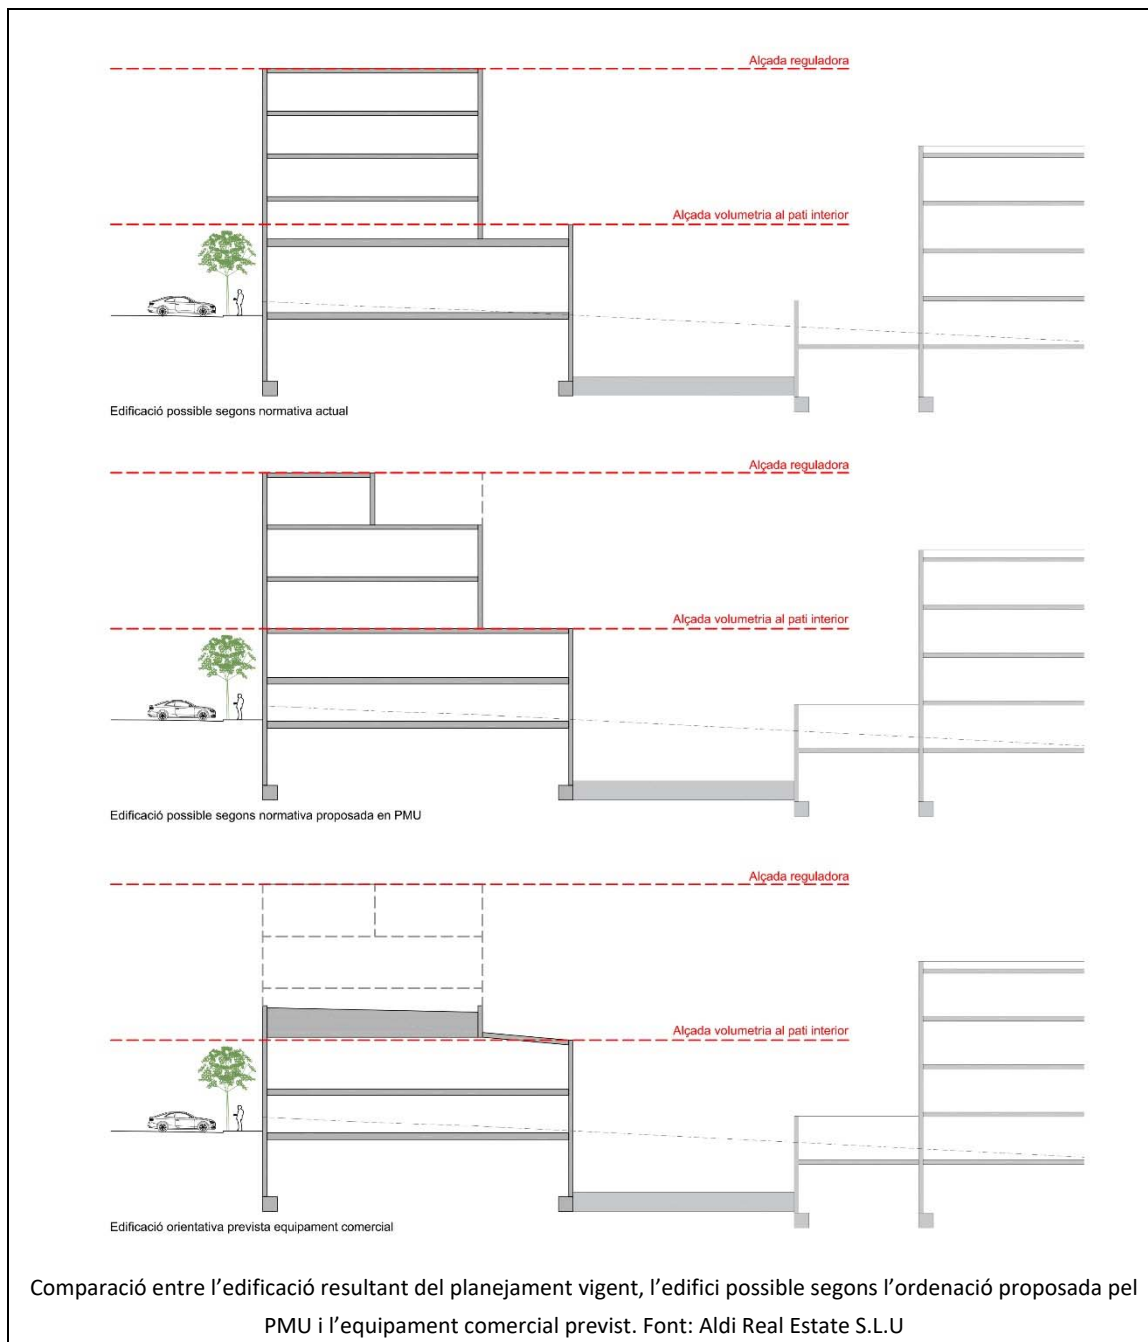 Alçada reguladora
Alçada volumetria al pati interior
Edificació possible segons normativa actual
Alçada reguladora
Alçada volumetria al pati interior
Edificació possible segons normativa proposada en PMU
Alçada reguladora
Alçada volumetria al pati interior
Edificació orientativa prevista equipament comercial
Comparació entre l’edificació resultant del planejament vigent, l’edifici possible segons l’ordenació proposada pel
PMU i l’equipament comercial previst. Font: Aldi Real Estate S.L.U